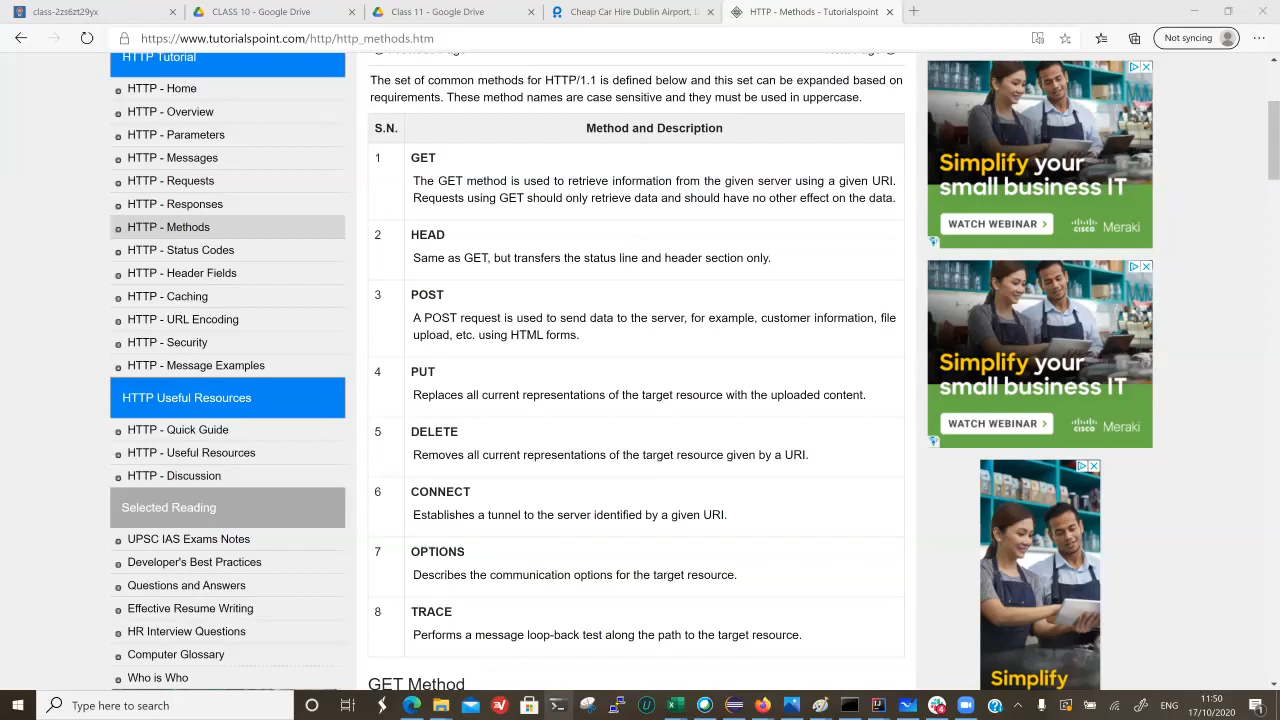 class-2zs6zt29yx
CLASS 10 - Google Drive
Class 11 - Google Drive
Cheap Car Hire Dublin Airport, I
HTTP - Methods - Tutorialspoint
https://www.tutorialspoint.com/http/http_methods.htm
Not syncing
HTTP Tutorial
HTTP - Home
HTTP - Overview
HTTP - Parameters
HTTP - Messages
HTTP - Requests
HTTP - Responses
HTTP - Methods
HTTP - Status Codes
HTTP - Header Fields
HTTP - Caching
HTTP - URL Encoding
HTTP - Security
HTTP - Message Examples
HTTP Useful Resources
HTTP - Quick Guide
HTTP - Useful Resources
HTTP - Discussion
Selected Reading
UPSC IAS Exams Notes
Developer's Best Practices
Questions and Answers
Effective Resume Writing
HR Interview Questions
Computer Glossary
Who is Who
The set of common methods for HTTP/1.1 is defined below and this set can be expanded based on
requirements. These method names are case sensitive and they must be used in uppercase.
S.N. Method and Description
1 GET
The GET method is used to retrieve information from the given server using a given URI.
Requests using GET should only retrieve data and should have no other effect on the data.
2 HEAD
Same as GET, but transfers the status line and header section only.
3 POST
A POST request is used to send data to the server, for example, customer information, file
upload, etc. using HTML forms.
4 PUT
Replaces all current representations of the target resource with the uploaded content.
5 DELETE
Removes all current representations of the target resource given by a URI.
6 CONNECT
Establishes a tunnel to the server identified by a given URI.
7 OPTIONS
Describes the communication options for the target resource.
8 TRACE
Performs a message loop-back test along the path to the target resource.
GET Method
Simplify your
small business IT
WATCH WEBINAR
CISCO Meraki
Simplify your
small business IT
WATCH WEBINAR
CISCO Meraki
Simplify
Type here to search
ENG
11:50
17/10/2020